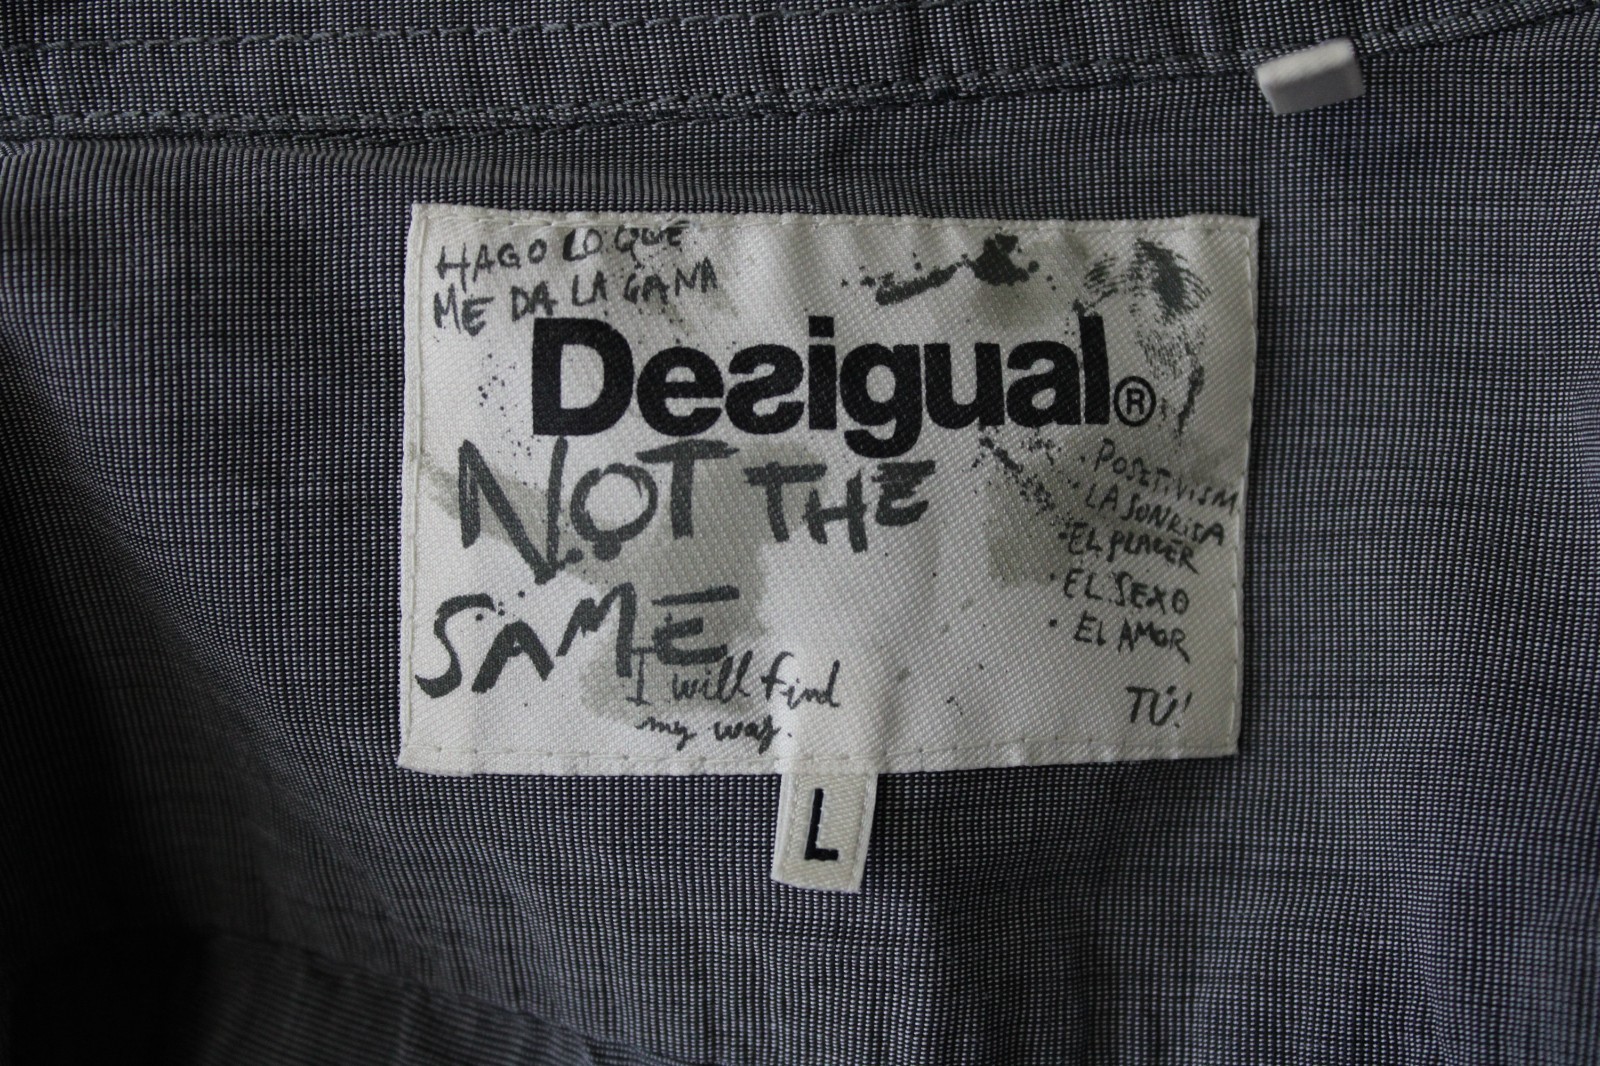 HAGO LO QUE
ME DA LA GANA
Desigual®
NOT THE
SAME
I will find
my way.
· POSITIVISM
· LA SONRISA
· EL PLACER
· EL SEXO
· EL AMOR
TÚ!
L